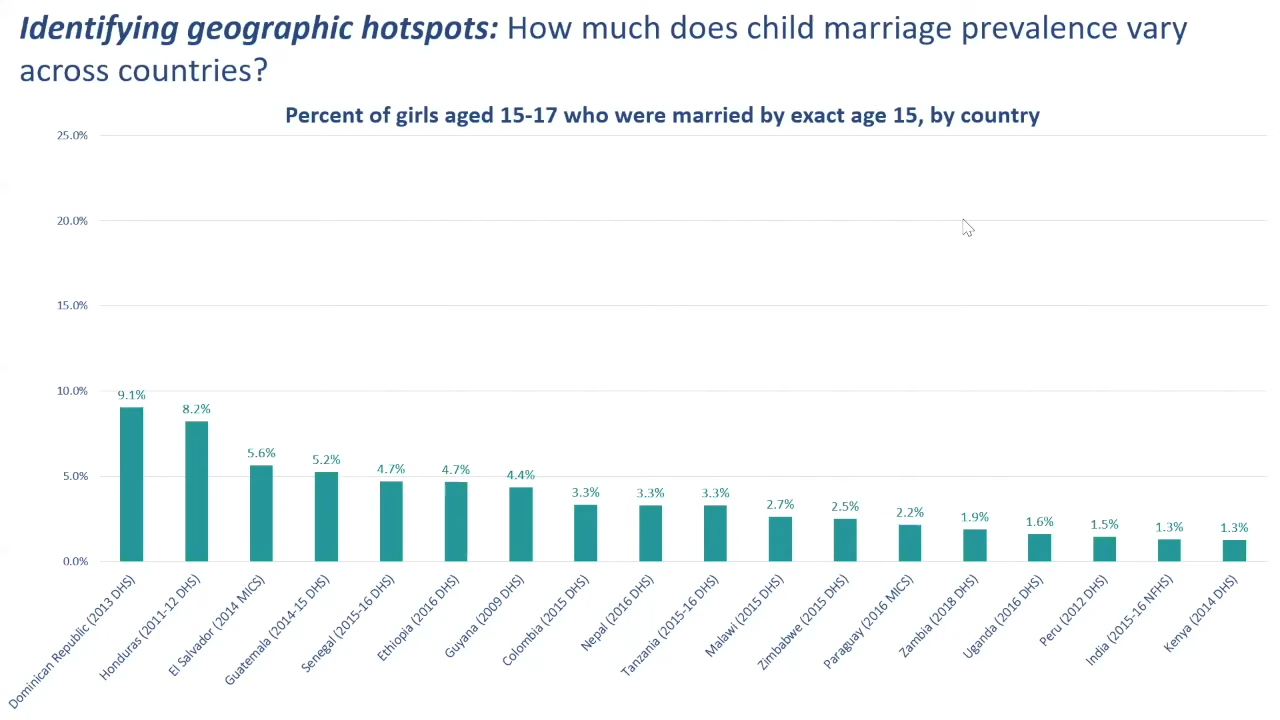 Identifying geographic hotspots: How much does child marriage prevalence vary
across countries?
Percent of girls aged 15-17 who were married by exact age 15, by country
25.0%
20.0%
15.0%
10.0%
5.0%
0.0%
9.1%
8.2%
5.6%
5.2%
4.7%
4.7%
4.4%
3.3%
3.3%
3.3%
2.7%
2.5%
2.2%
1.9%
1.6%
1.5%
1.3%
1.3%
Dominican Republic (2013 DHS)
Honduras (2011-12 DHS)
El Salvador (2014 MICS)
Guatemala (2014-15 DHS)
Senegal (2015-16 DHS)
Ethiopia (2016 DHS)
Guyana (2009 DHS)
Colombia (2015 DHS)
Nepal (2016 DHS)
Tanzania (2015-16 DHS)
Malawi (2015 DHS)
Zimbabwe (2015 DHS)
Paraguay (2016 MICS)
Zambia (2018 DHS)
Uganda (2016 DHS)
Peru (2012 DHS)
India (2015-16 NFHS)
Kenya (2014 DHS)